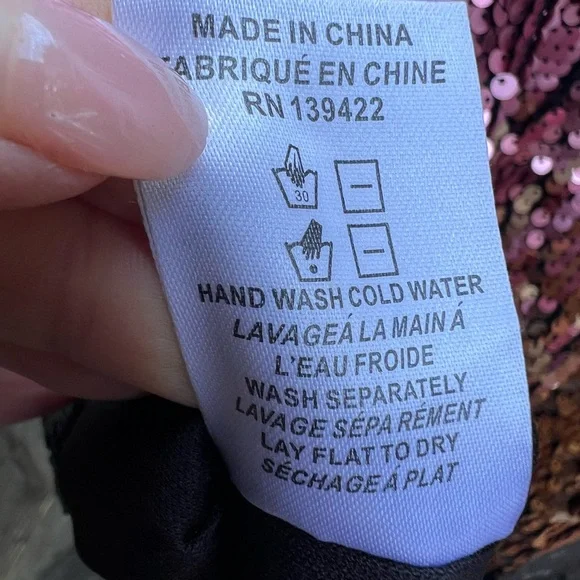 MADE IN CHINA
FABRIQUÉ EN CHINE
RN 139422
30
HAND WASH COLD WATER
LAVAGEÁ LA MAIN Á
L'EAU FROIDE
WASH SEPARATELY
LAVAGE SÉPA RÉMENT
LAY FLAT TO DRY
SÉCHAGE Á PLAT